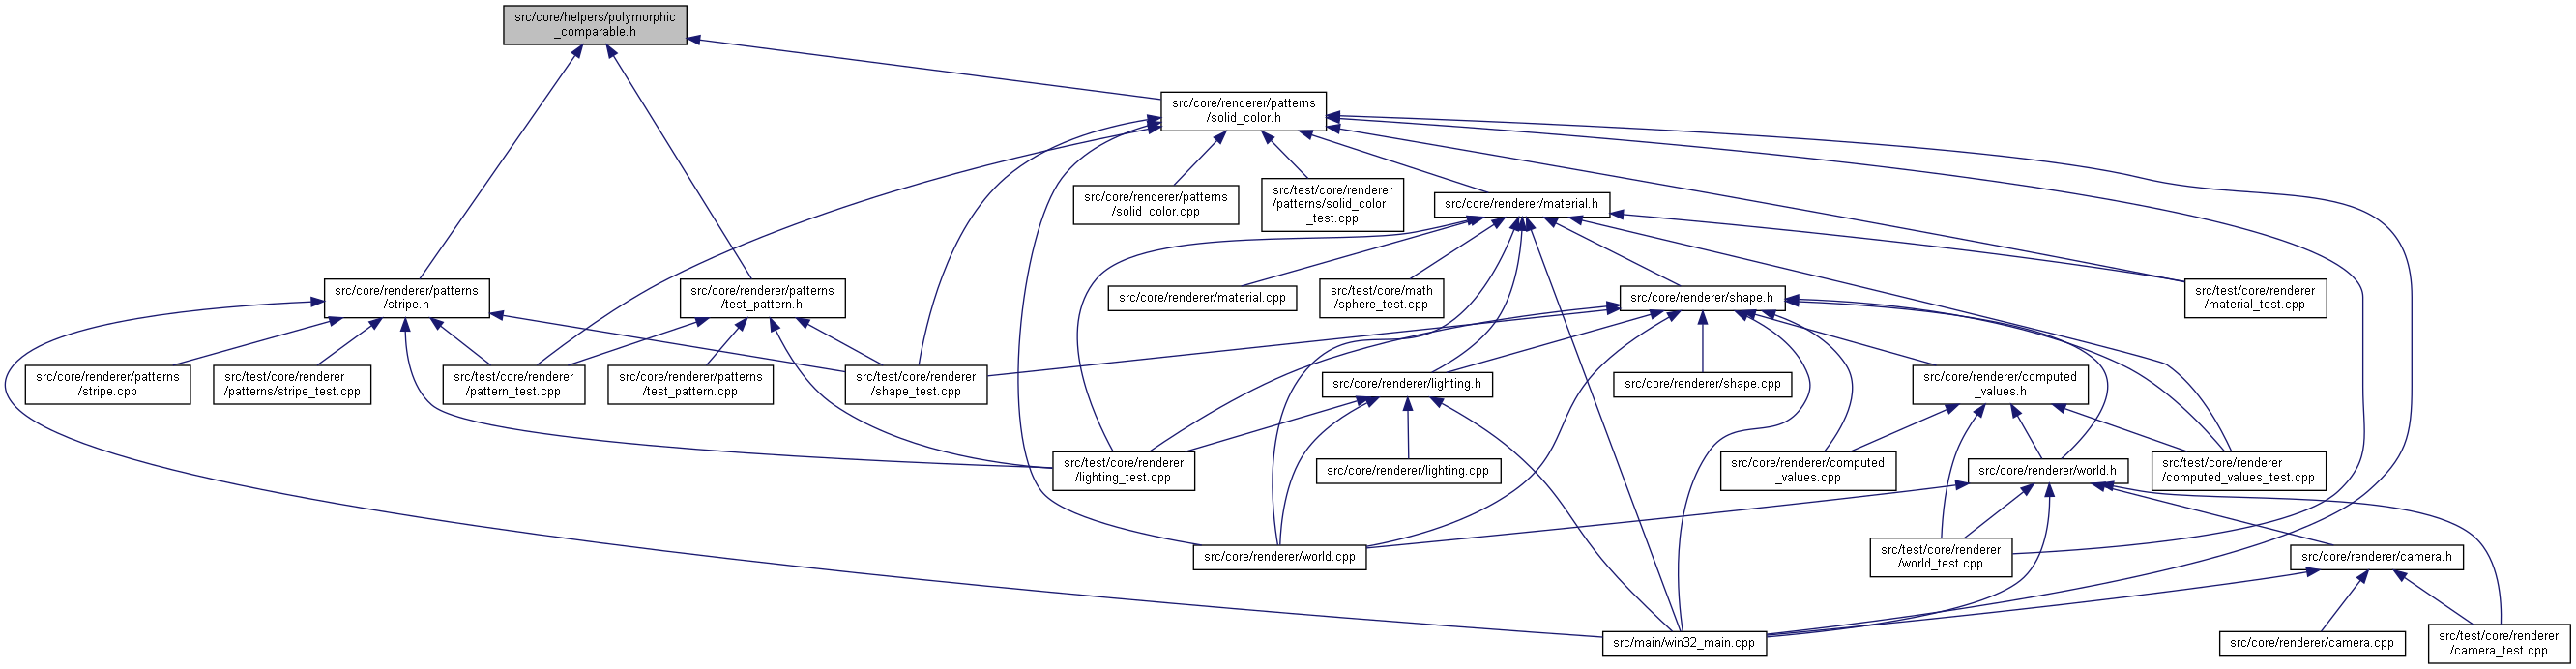 src/core/helpers/polymorphic
_comparable.h
src/core/renderer/patterns
/solid_color.h
src/core/renderer/patterns
/solid_color.cpp
src/test/core/renderer
/patterns/solid_color
_test.cpp
src/core/renderer/material.h
src/core/renderer/patterns
/stripe.h
src/core/renderer/patterns
/test_pattern.h
src/core/renderer/material.cpp
src/test/core/math
/sphere_test.cpp
src/core/renderer/shape.h
src/test/core/renderer
/material_test.cpp
src/core/renderer/patterns
/stripe.cpp
src/test/core/renderer
/patterns/stripe_test.cpp
src/test/core/renderer
/pattern_test.cpp
src/core/renderer/patterns
/test_pattern.cpp
src/test/core/renderer
/shape_test.cpp
src/core/renderer/lighting.h
src/core/renderer/shape.cpp
src/core/renderer/computed
_values.h
src/test/core/renderer
/lighting_test.cpp
src/core/renderer/lighting.cpp
src/core/renderer/computed
_values.cpp
src/core/renderer/world.h
src/test/core/renderer
/computed_values_test.cpp
src/core/renderer/world.cpp
src/test/core/renderer
/world_test.cpp
src/core/renderer/camera.h
src/main/win32_main.cpp
src/core/renderer/camera.cpp
src/test/core/renderer
/camera_test.cpp